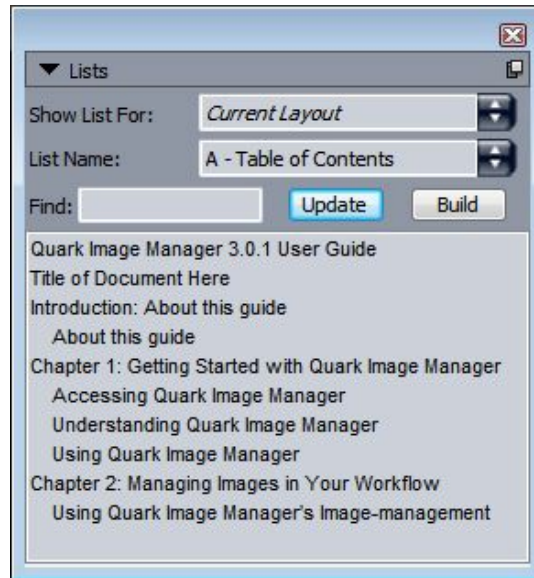 Lists
Show List For: Current Layout
List Name: A - Table of Contents
Find: Update Build
Quark Image Manager 3.0.1 User Guide
Title of Document Here
Introduction: About this guide
About this guide
Chapter 1: Getting Started with Quark Image Manager
Accessing Quark Image Manager
Understanding Quark Image Manager
Using Quark Image Manager
Chapter 2: Managing Images in Your Workflow
Using Quark Image Manager's Image-management